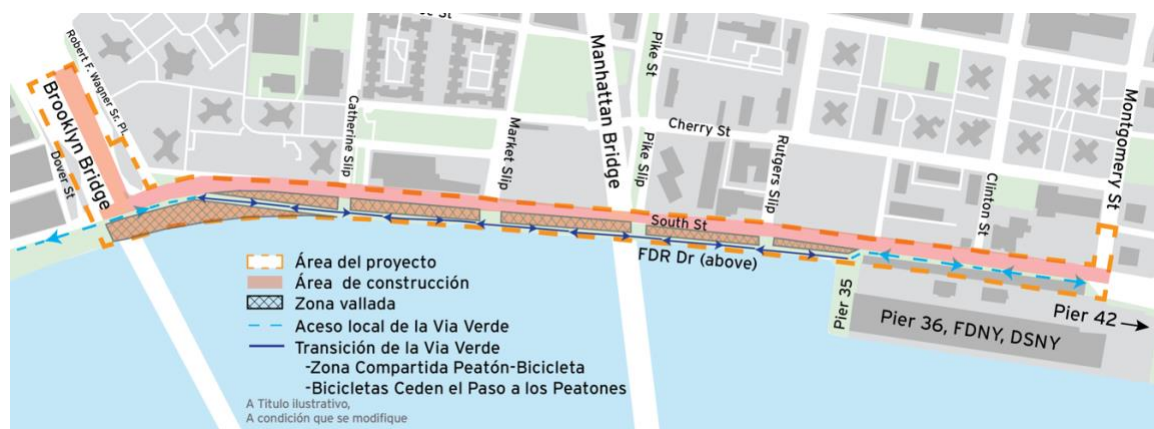 Robert F. Wagner Sr. Pl.
Brooklyn Bridge
Dover St
Catherine Slip
Market Slip
Manhattan Bridge
Pike St
Pike Slip
Cherry St
Rutgers Slip
Clinton St
Montgomery St
South St
FDR Dr (above)
Pier 35
Pier 36, FDNY, DSNY
Pier 42
Área del proyecto
Área de construcción
Zona vallada
Aceso local de la Via Verde
Transición de la Via Verde
-Zona Compartida Peatón-Bicicleta
-Bicicletas Ceden el Paso a los Peatones
A Titulo ilustrativo,
A condición que se modifique